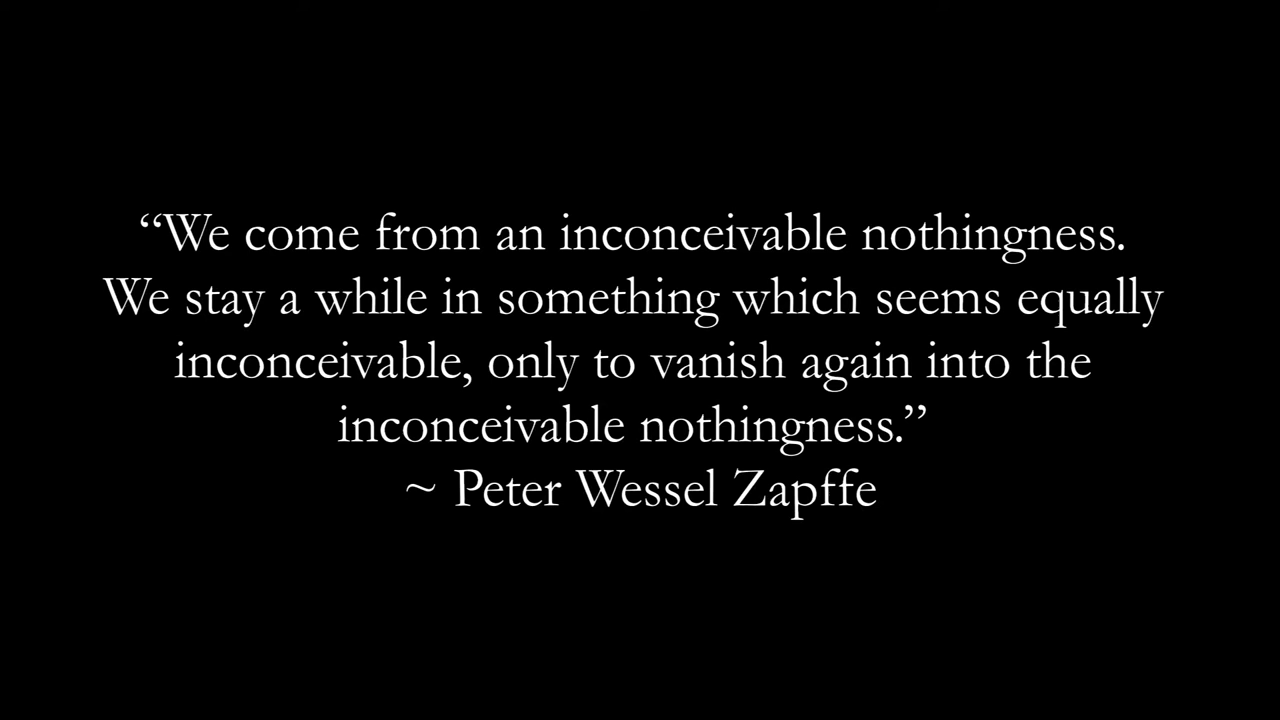 “We come from an inconceivable nothingness.
We stay a while in something which seems equally
inconceivable, only to vanish again into the
inconceivable nothingness.”
~ Peter Wessel Zapffe